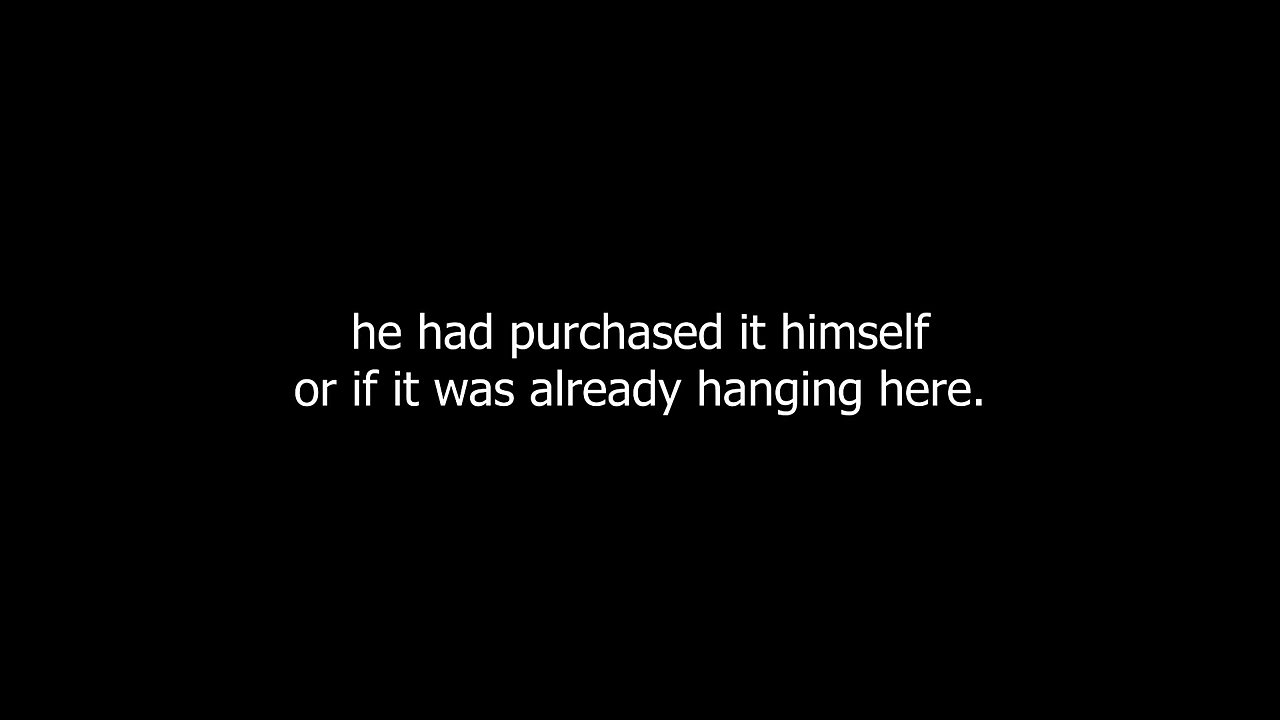 he had purchased it himself
or if it was already hanging here.